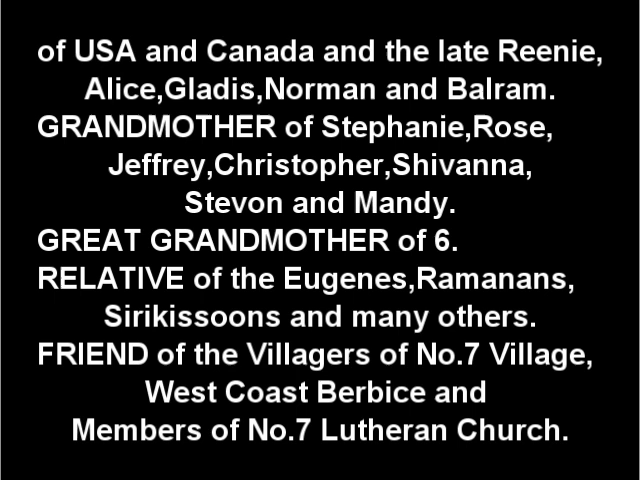 of USA and Canada and the late Reenie,
Alice,Gladis,Norman and Balram.
GRANDMOTHER of Stephanie,Rose,
Jeffrey,Christopher,Shivanna,
Stevon and Mandy.
GREAT GRANDMOTHER of 6.
RELATIVE of the Eugenes,Ramanans,
Sirikissoons and many others.
FRIEND of the Villagers of No.7 Village,
West Coast Berbice and
Members of No.7 Lutheran Church.